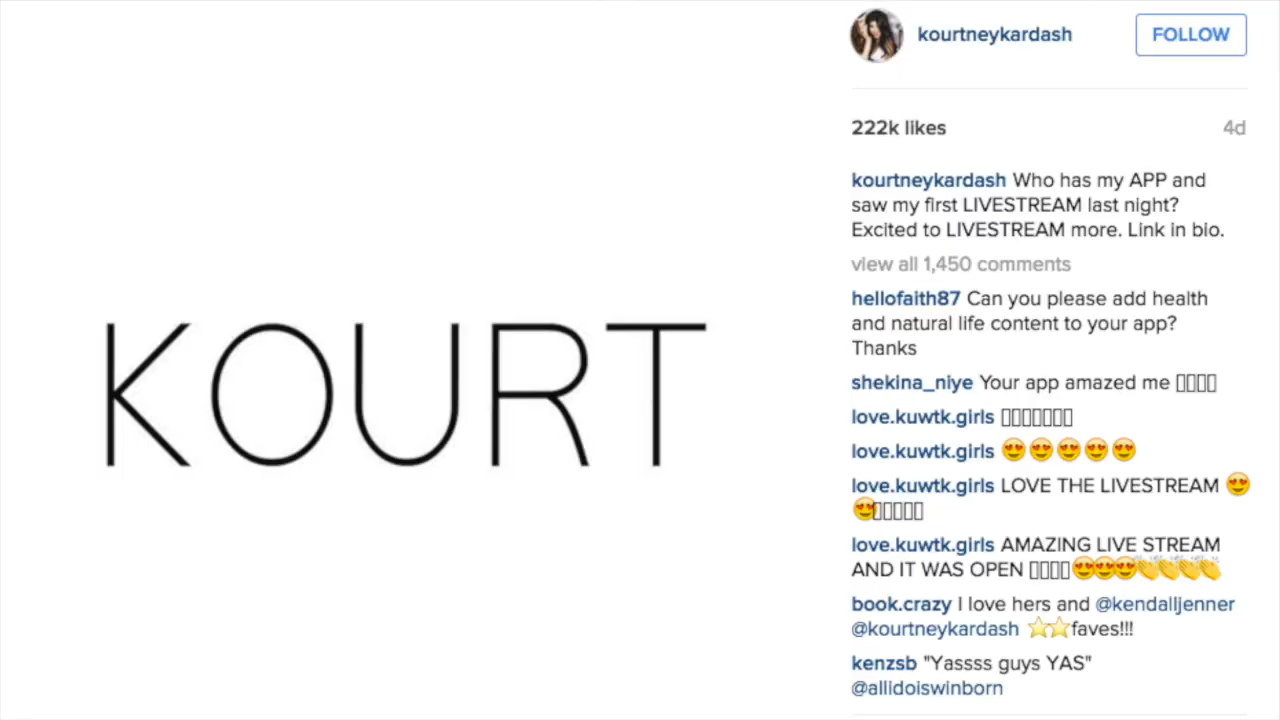 KOURT
kourtneykardash
FOLLOW
222k likes
4d
kourtneykardash Who has my APP and
saw my first LIVESTREAM last night?
Excited to LIVESTREAM more. Link in bio.
view all 1,450 comments
hellofaith87 Can you please add health
and natural life content to your app?
Thanks
shekina_niye Your app amazed me ▯▯▯▯
love.kuwtk.girls ▯▯▯▯▯▯▯
love.kuwtk.girls 😍😍😍😍😍
love.kuwtk.girls LOVE THE LIVESTREAM 😍
😍▯▯▯▯▯
love.kuwtk.girls AMAZING LIVE STREAM
AND IT WAS OPEN ▯▯▯▯😍😍😍👏👏👏👏
book.crazy I love hers and @kendalljenner
@kourtneykardash ⭐⭐faves!!!
kenzsb "Yassss guys YAS"
@allidoiswinborn